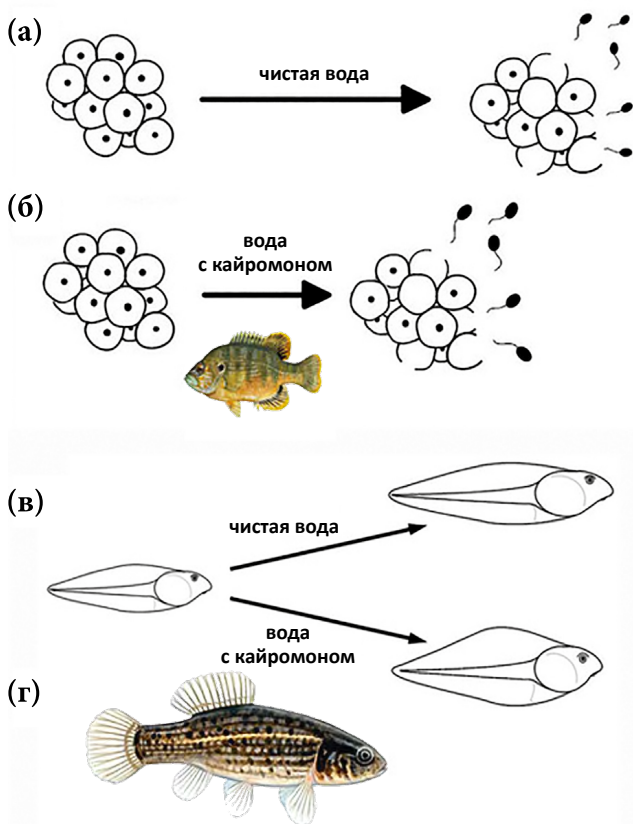 (а)
чистая вода
(б)
вода
с кайромоном
(в)
чистая вода
вода
с кайромоном
(г)